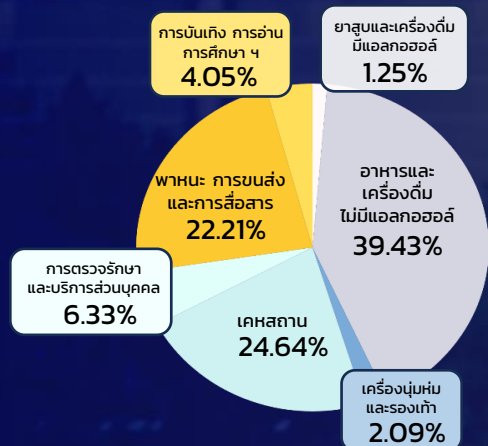 การบันเทิง การอ่าน
การศึกษา ฯ
4.05%
ยาสูบและเครื่องดื่ม
มีแอลกอฮอล์
1.25%
พาหนะ การขนส่ง
และการสื่อสาร
22.21%
อาหารและ
เครื่องดื่ม
ไม่มีแอลกอฮอล์
39.43%
การตรวจรักษา
และบริการส่วนบุคคล
6.33%
เคหสถาน
24.64%
เครื่องนุ่มห่ม
และรองเท้า
2.09%